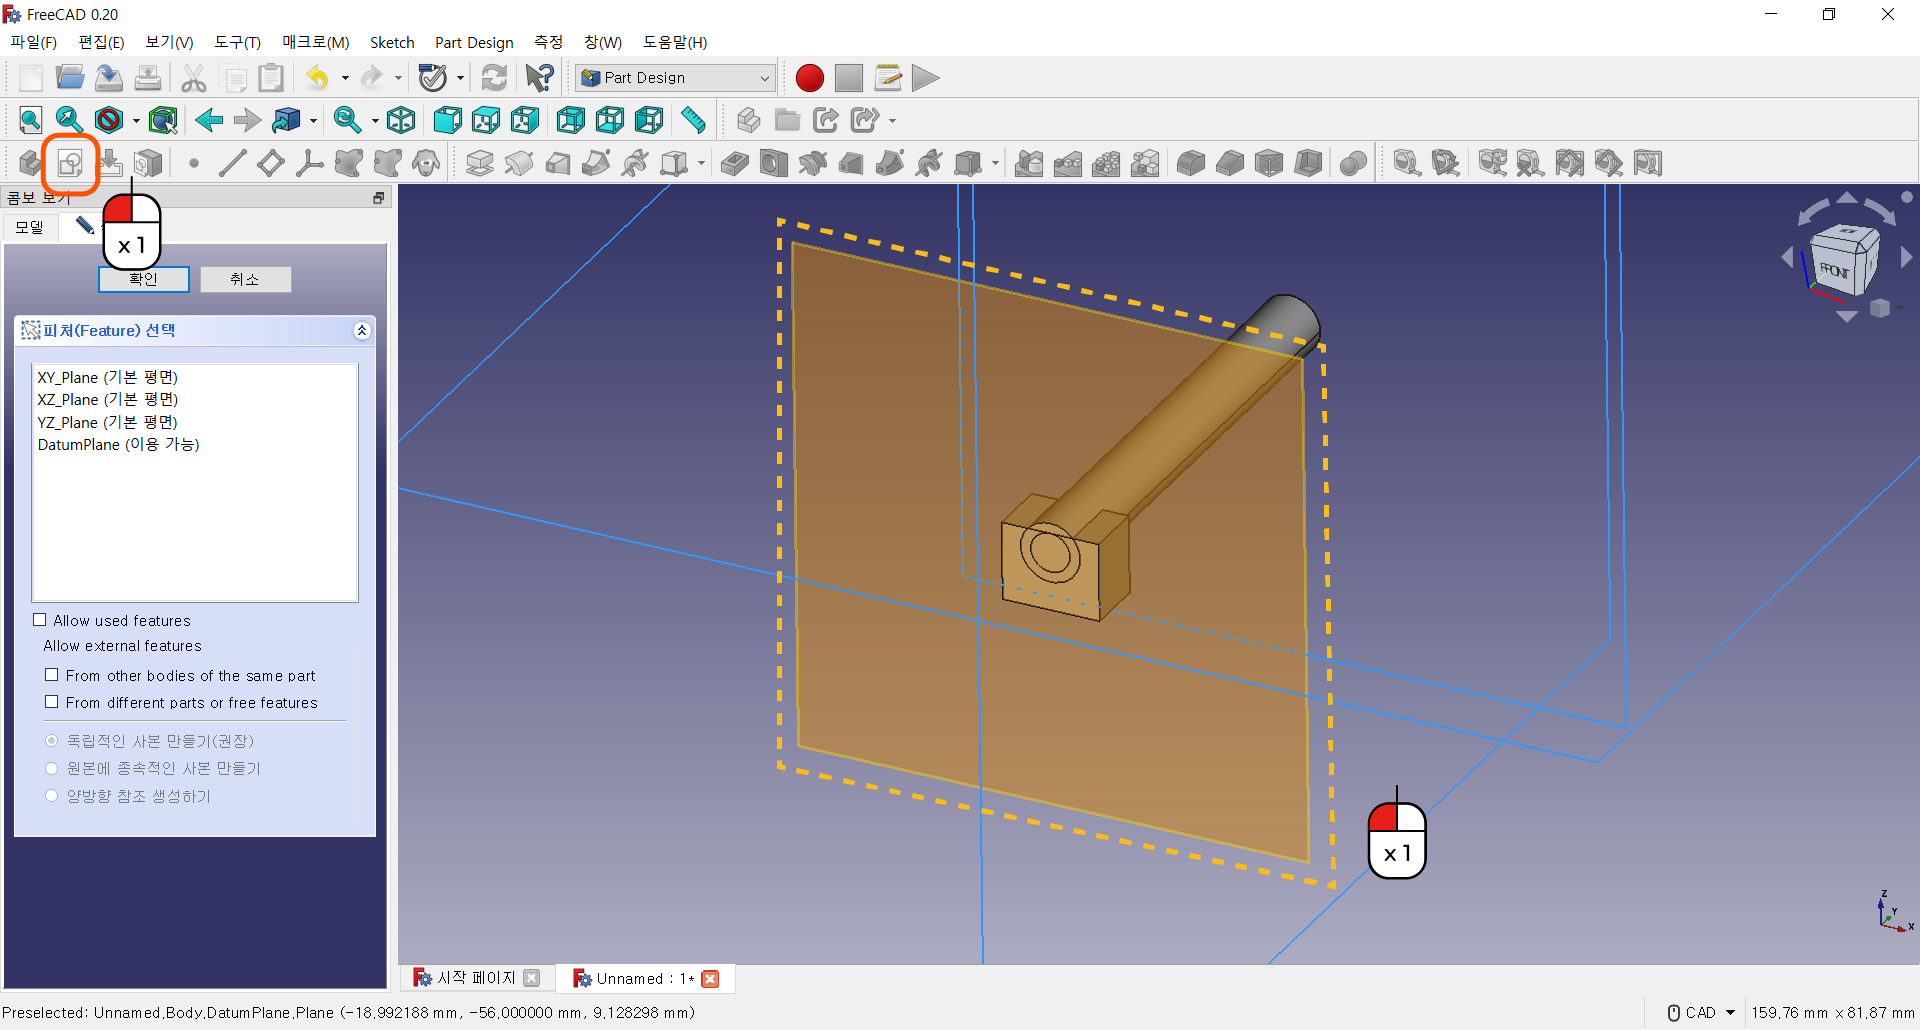 FreeCAD 0.20
파일(F) 편집(E) 보기(V) 도구(T) 매크로(M) Sketch Part Design 측정 창(W) 도움말(H)
Part Design
콤보 보기
모델
x 1
확인 취소
피처(Feature) 선택
XY_Plane (기본 평면)
XZ_Plane (기본 평면)
YZ_Plane (기본 평면)
DatumPlane (이용 가능)
Allow used features
Allow external features
From other bodies of the same part
From different parts or free features
독립적인 사본 만들기(권장)
원본에 종속적인 사본 만들기
양방향 참조 생성하기
FRONT
x 1
Z
Y
X
시작 페이지 Unnamed : 1*
Preselected: Unnamed.Body.DatumPlane.Plane (-18.992188 mm, -56.000000 mm, 9.128298 mm) CAD 159.76 mm x 81.87 mm